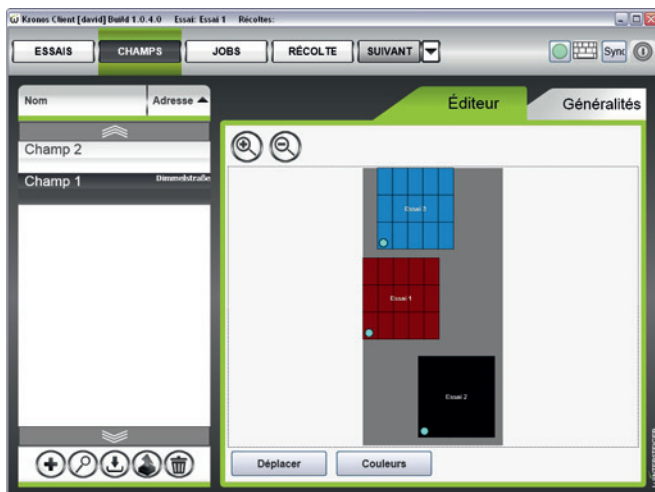 Kronos Client [david] Build 1.0.4.0 Essai: Essai 1 Récoltes:
ESSAIS CHAMPS JOBS RÉCOLTE SUIVANT Sync
Nom Adresse
Éditeur Généralités
Champ 2
Champ 1 Dimmelstraße
Essai 3
Essai 1
Essai 2
Déplacer Couleurs
WINTERSTEIGER